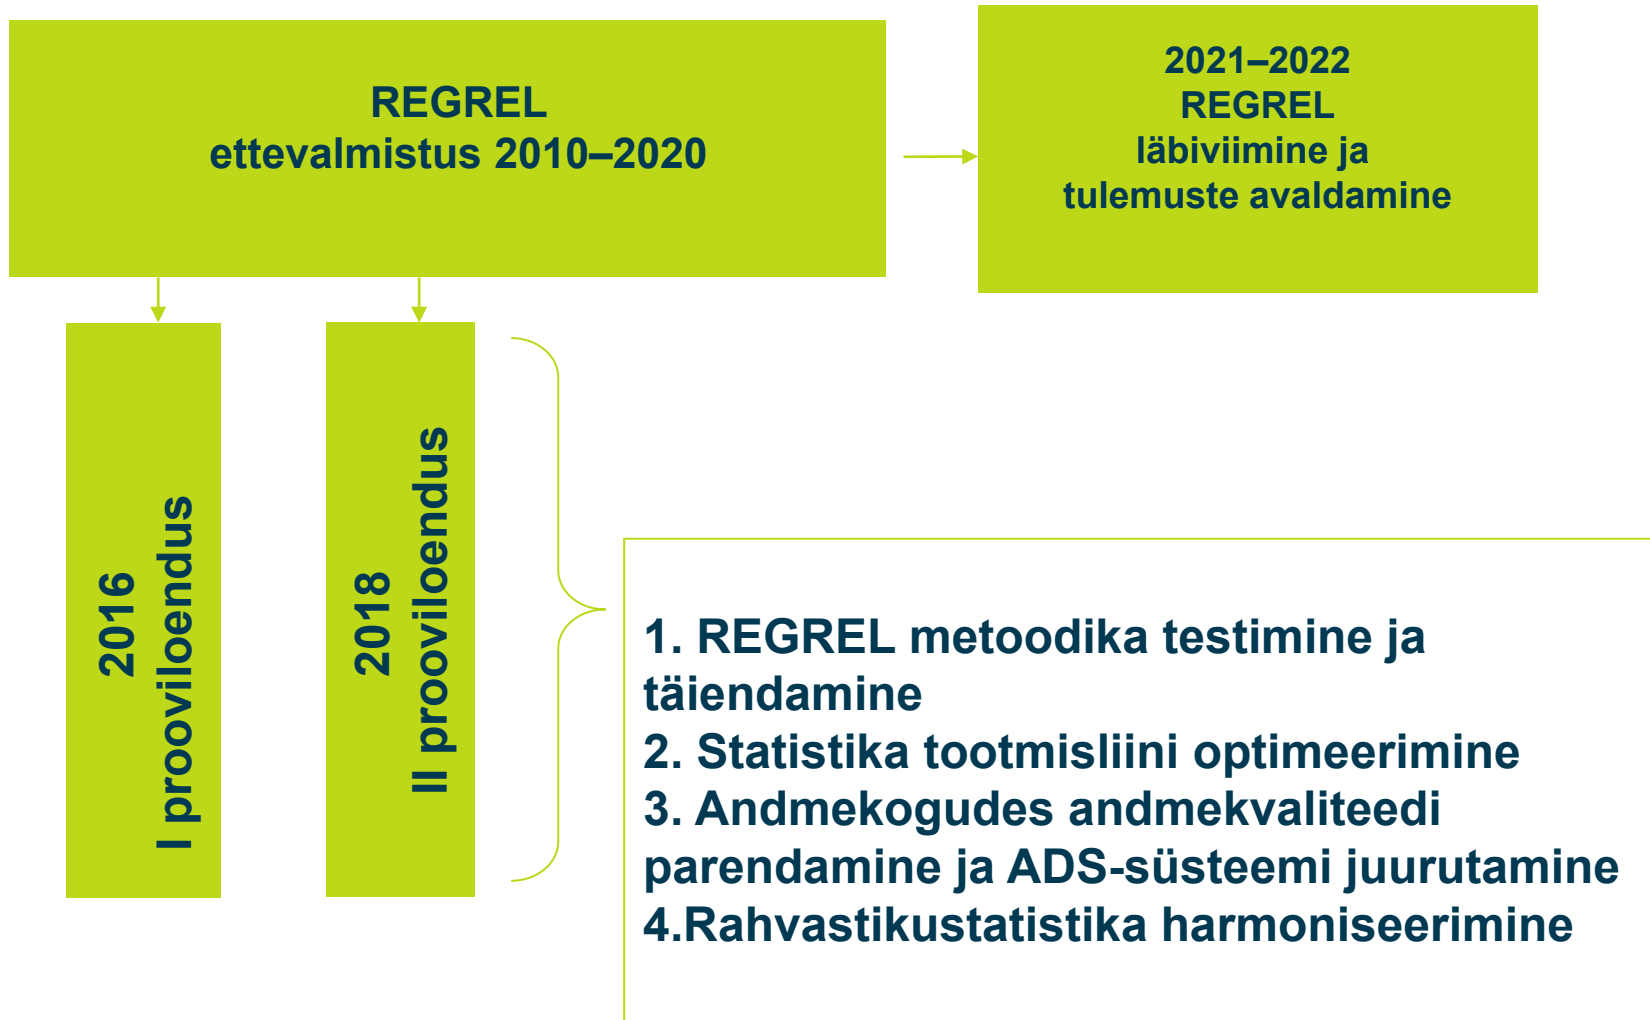 REGREL
ettevalmistus 2010–2020
2021–2022
REGREL
läbiviimine ja
tulemuste avaldamine
2016
I prooviloendus
2018
II prooviloendus
1. REGREL metoodika testimine ja
täiendamine
2. Statistika tootmisliini optimeerimine
3. Andmekogudes andmekvaliteedi
parendamine ja ADS-süsteemi juurutamine
4.Rahvastikustatistika harmoniseerimine